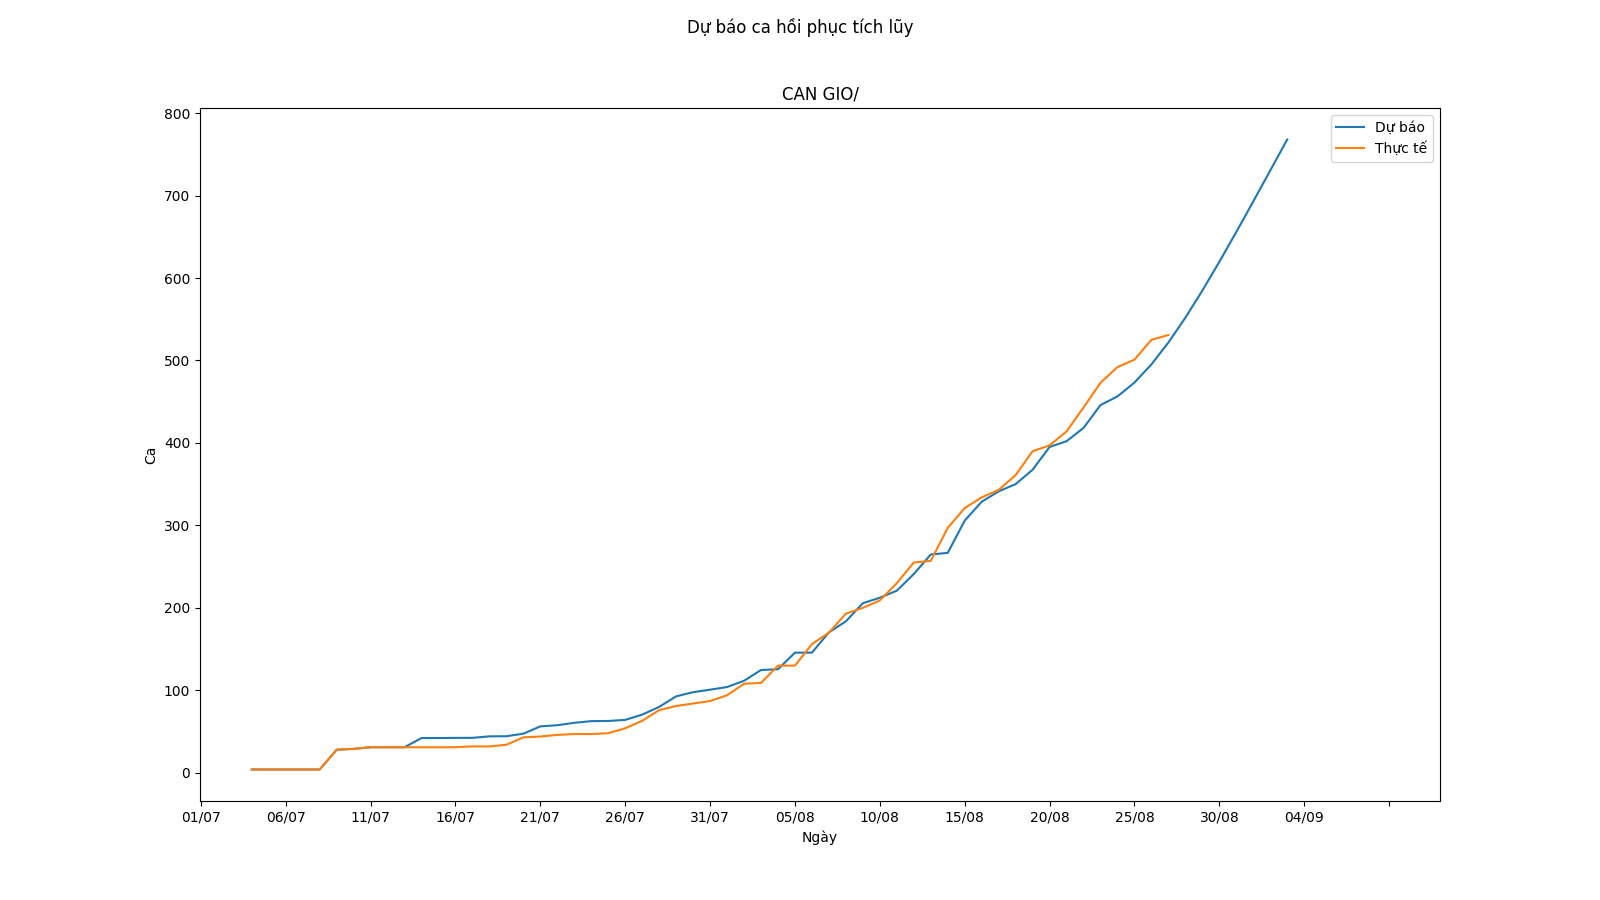 Dự báo ca hồi phục tích lũy
CAN GIO/
Dự báo
Thực tế
800
700
600
500
400
300
200
100
0
Ca
01/07 06/07 11/07 16/07 21/07 26/07 31/07 05/08 10/08 15/08 20/08 25/08 30/08 04/09
Ngày